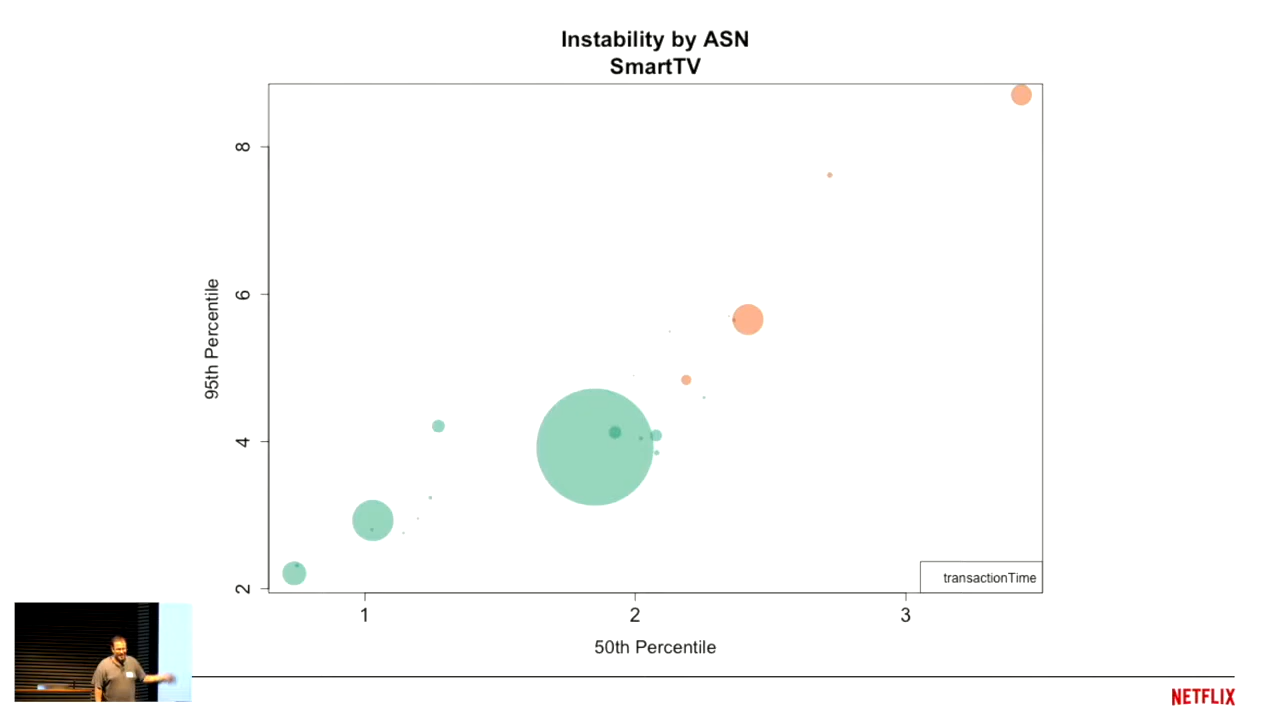 Instability by ASN
SmartTV
95th Percentile
8
6
4
2
1
2
3
50th Percentile
transactionTime
NETFLIX